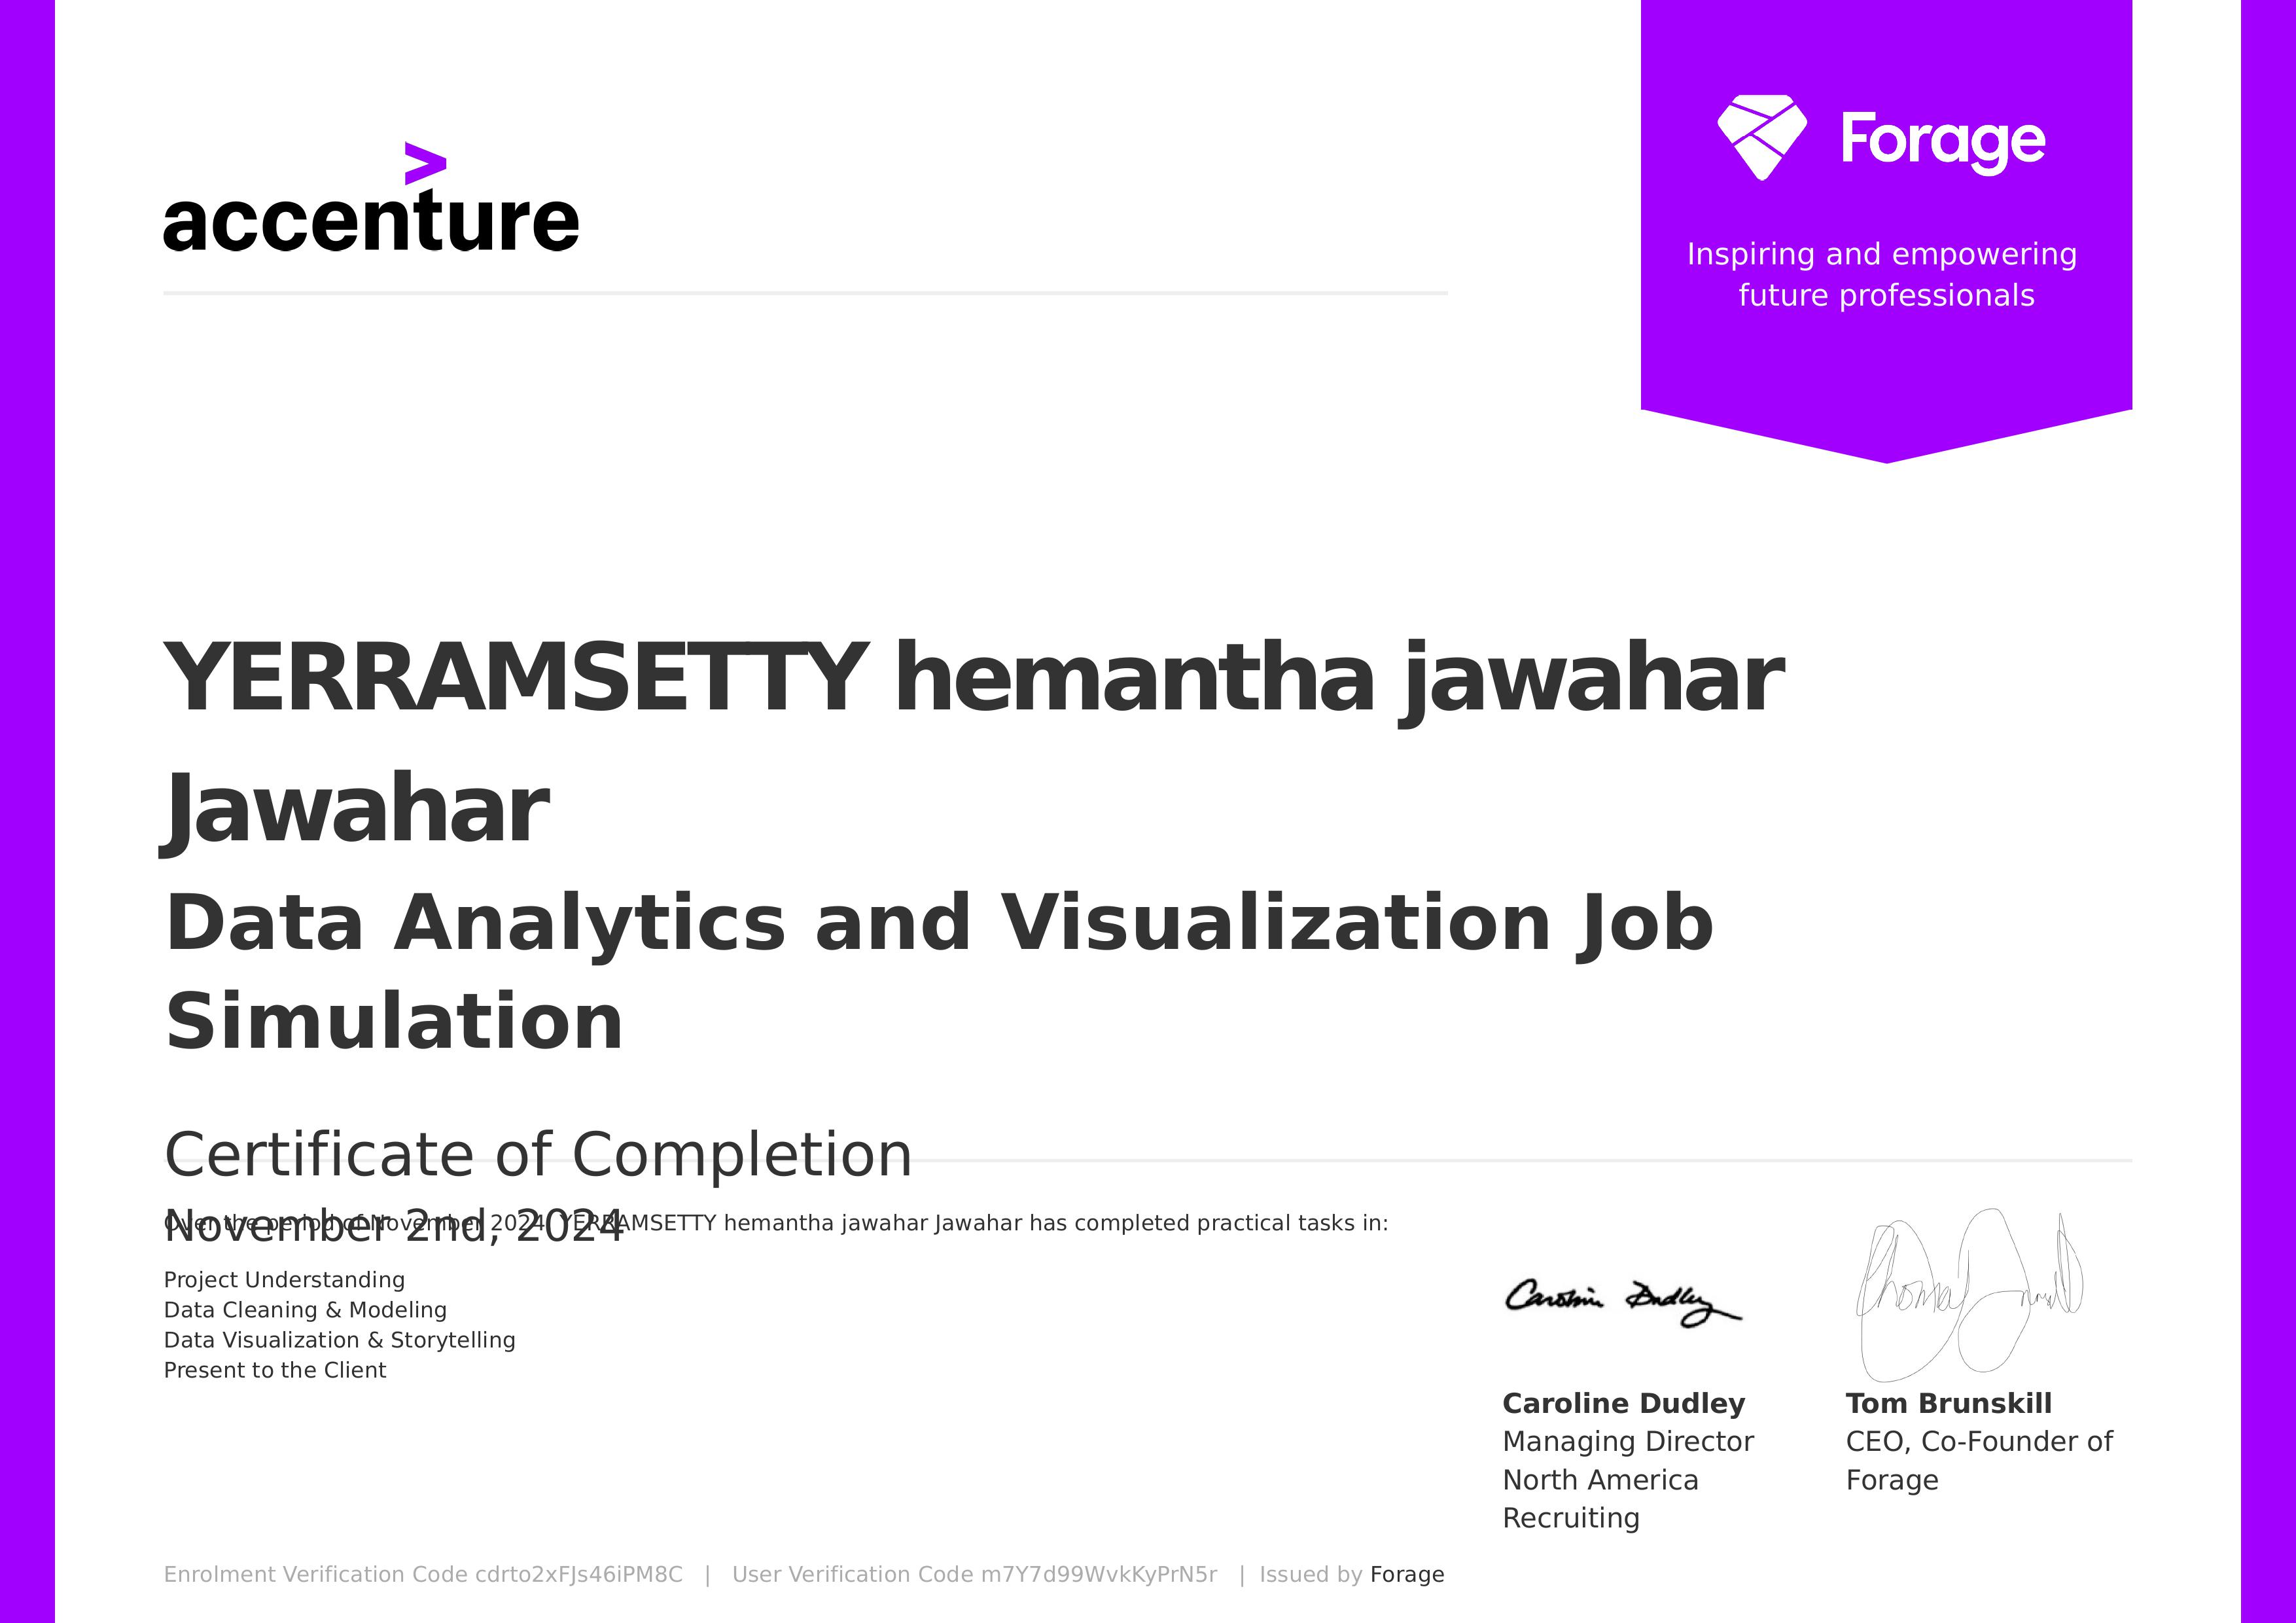 accenture
Forage
Inspiring and empowering
future professionals
YERRAMSETTY hemantha jawahar
Jawahar
Data Analytics and Visualization Job
Simulation
Certificate of Completion
November 2nd, 2024
Over the period of November 2024, YERRAMSETTY hemantha jawahar Jawahar has completed practical tasks in:
Project Understanding
Data Cleaning & Modeling
Data Visualization & Storytelling
Present to the Client
Caroline Dudley
Caroline Dudley
Managing Director
North America
Recruiting
Tom Brunskill
CEO, Co-Founder of
Forage
Enrolment Verification Code cdrto2xFJs46iPM8C | User Verification Code m7Y7d99WvkKyPrN5r | Issued by Forage